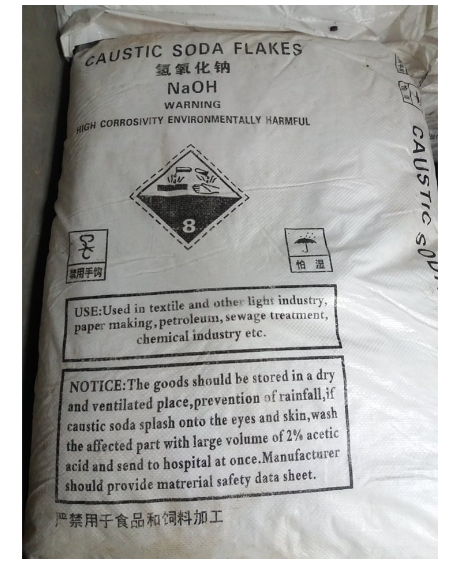 CAUSTIC SODA FLAKES
氢氧化钠
NaOH
WARNING
HIGH CORROSIVITY ENVIRONMENTALLY HARMFUL
8
禁用手钩
怕 湿
USE:Used in textile and other light industry,
paper making,petroleum,sewage treatment,
chemical industry etc.
NOTICE:The goods should be stored in a dry
and ventilated place,prevention of rainfall,if
caustic soda splash onto the eyes and skin,wash
the affected part with large volume of 2% acetic
acid and send to hospital at once.Manufacturer
should provide matrerial safety data sheet.
严禁用于食品和饲料加工
CAUSTIC SOD